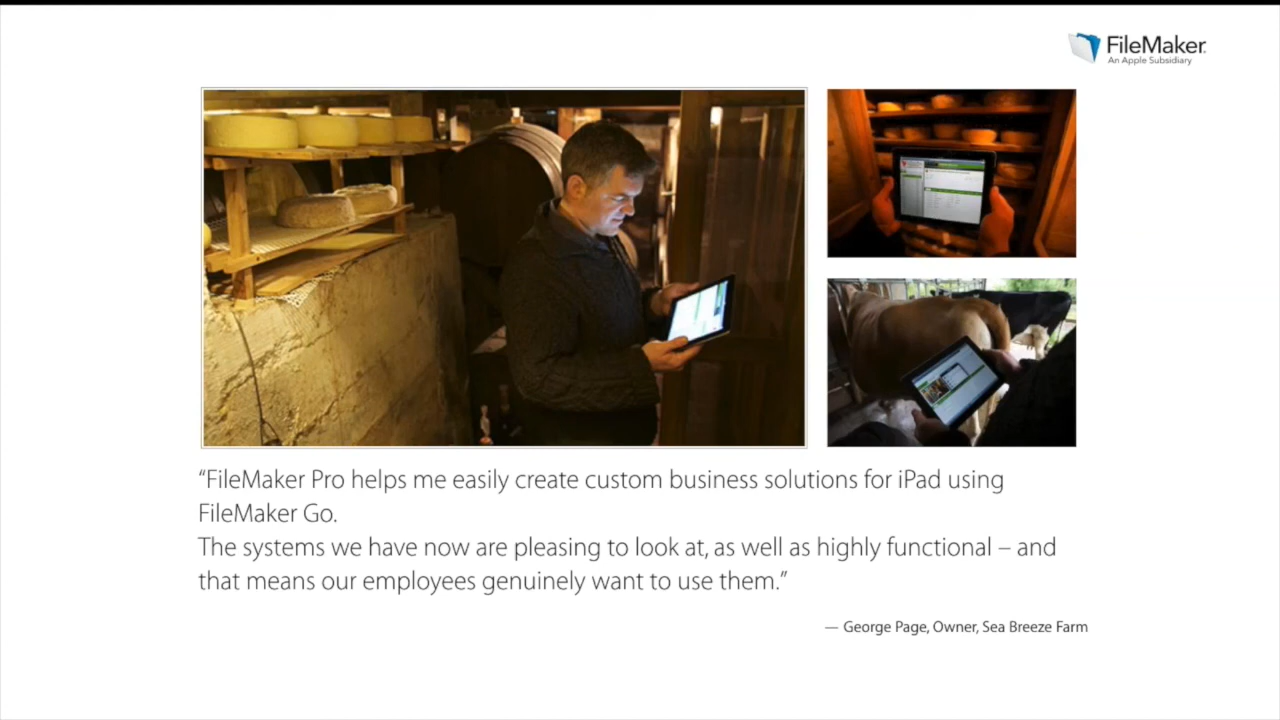 FileMaker
An Apple Subsidiary
“FileMaker Pro helps me easily create custom business solutions for iPad using
FileMaker Go.
The systems we have now are pleasing to look at, as well as highly functional – and
that means our employees genuinely want to use them.”
— George Page, Owner, Sea Breeze Farm